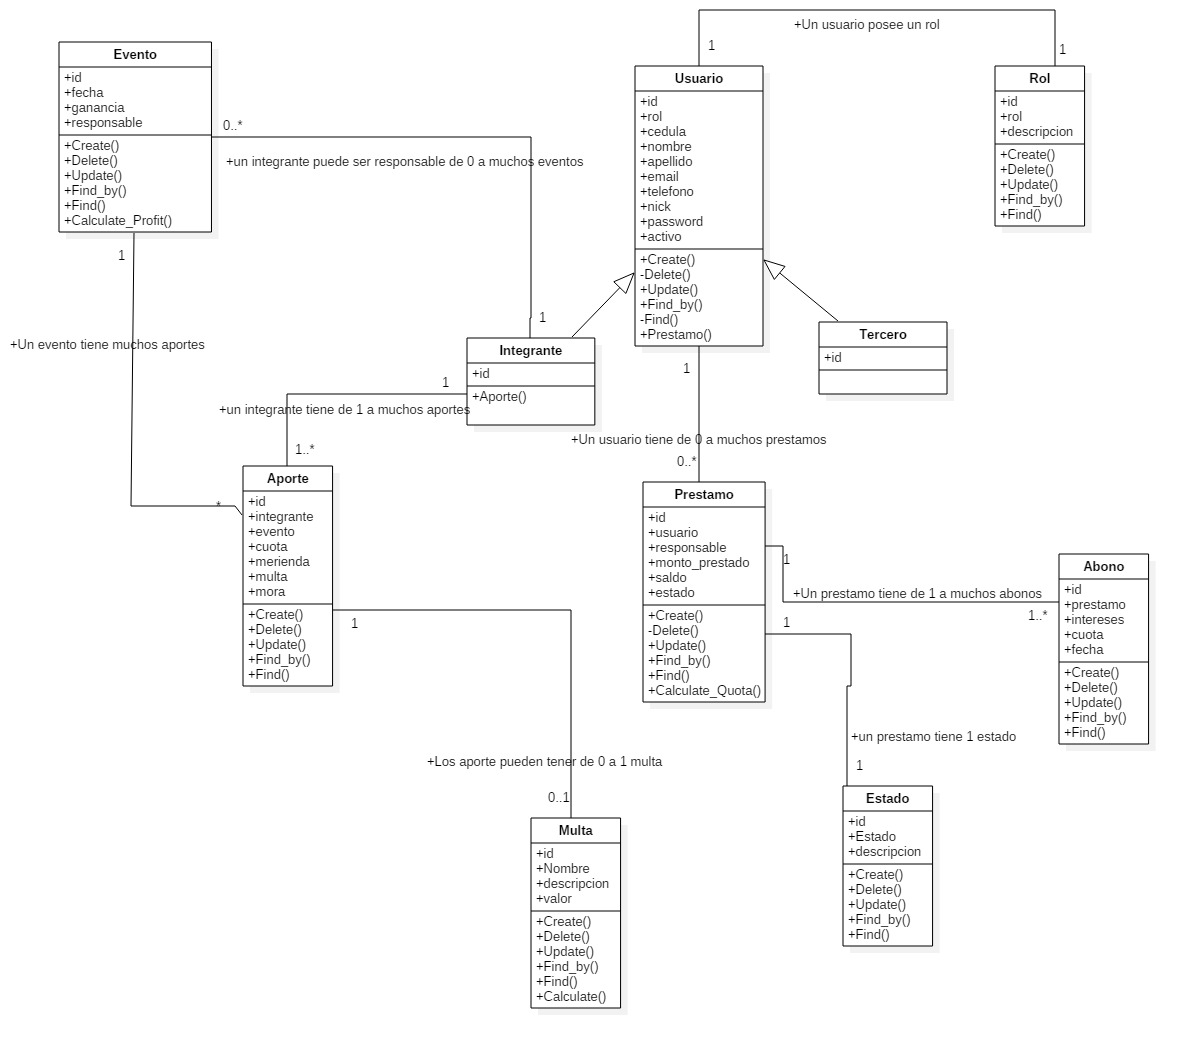 +Un usuario posee un rol
1
1
Evento
+id
+fecha
+ganancia
+responsable
+Create()
+Delete()
+Update()
+Find_by()
+Find()
+Calculate_Profit()
0..*
+un integrante puede ser responsable de 0 a muchos eventos
1
1
Usuario
+id
+rol
+cedula
+nombre
+apellido
+email
+telefono
+nick
+password
+activo
+Create()
-Delete()
+Update()
+Find_by()
-Find()
+Prestamo()
Rol
+id
+rol
+descripcion
+Create()
+Delete()
+Update()
+Find_by()
+Find()
Integrante
+id
+Aporte()
Tercero
+id
+Un evento tiene muchos aportes
*
1
+un integrante tiene de 1 a muchos aportes
1..*
1
+Un usuario tiene de 0 a muchos prestamos
0..*
Aporte
+id
+integrante
+evento
+cuota
+merienda
+multa
+mora
+Create()
+Delete()
+Update()
+Find_by()
+Find()
Prestamo
+id
+usuario
+responsable
+monto_prestado
+saldo
+estado
+Create()
-Delete()
+Update()
+Find_by()
+Find()
+Calculate_Quota()
1
+Un prestamo tiene de 1 a muchos abonos
1..*
Abono
+id
+prestamo
+intereses
+cuota
+fecha
+Create()
+Delete()
+Update()
+Find_by()
+Find()
1
+Los aporte pueden tener de 0 a 1 multa
0..1
1
+un prestamo tiene 1 estado
1
Multa
+id
+Nombre
+descripcion
+valor
+Create()
+Delete()
+Update()
+Find_by()
+Find()
+Calculate()
Estado
+id
+Estado
+descripcion
+Create()
+Delete()
+Update()
+Find_by()
+Find()